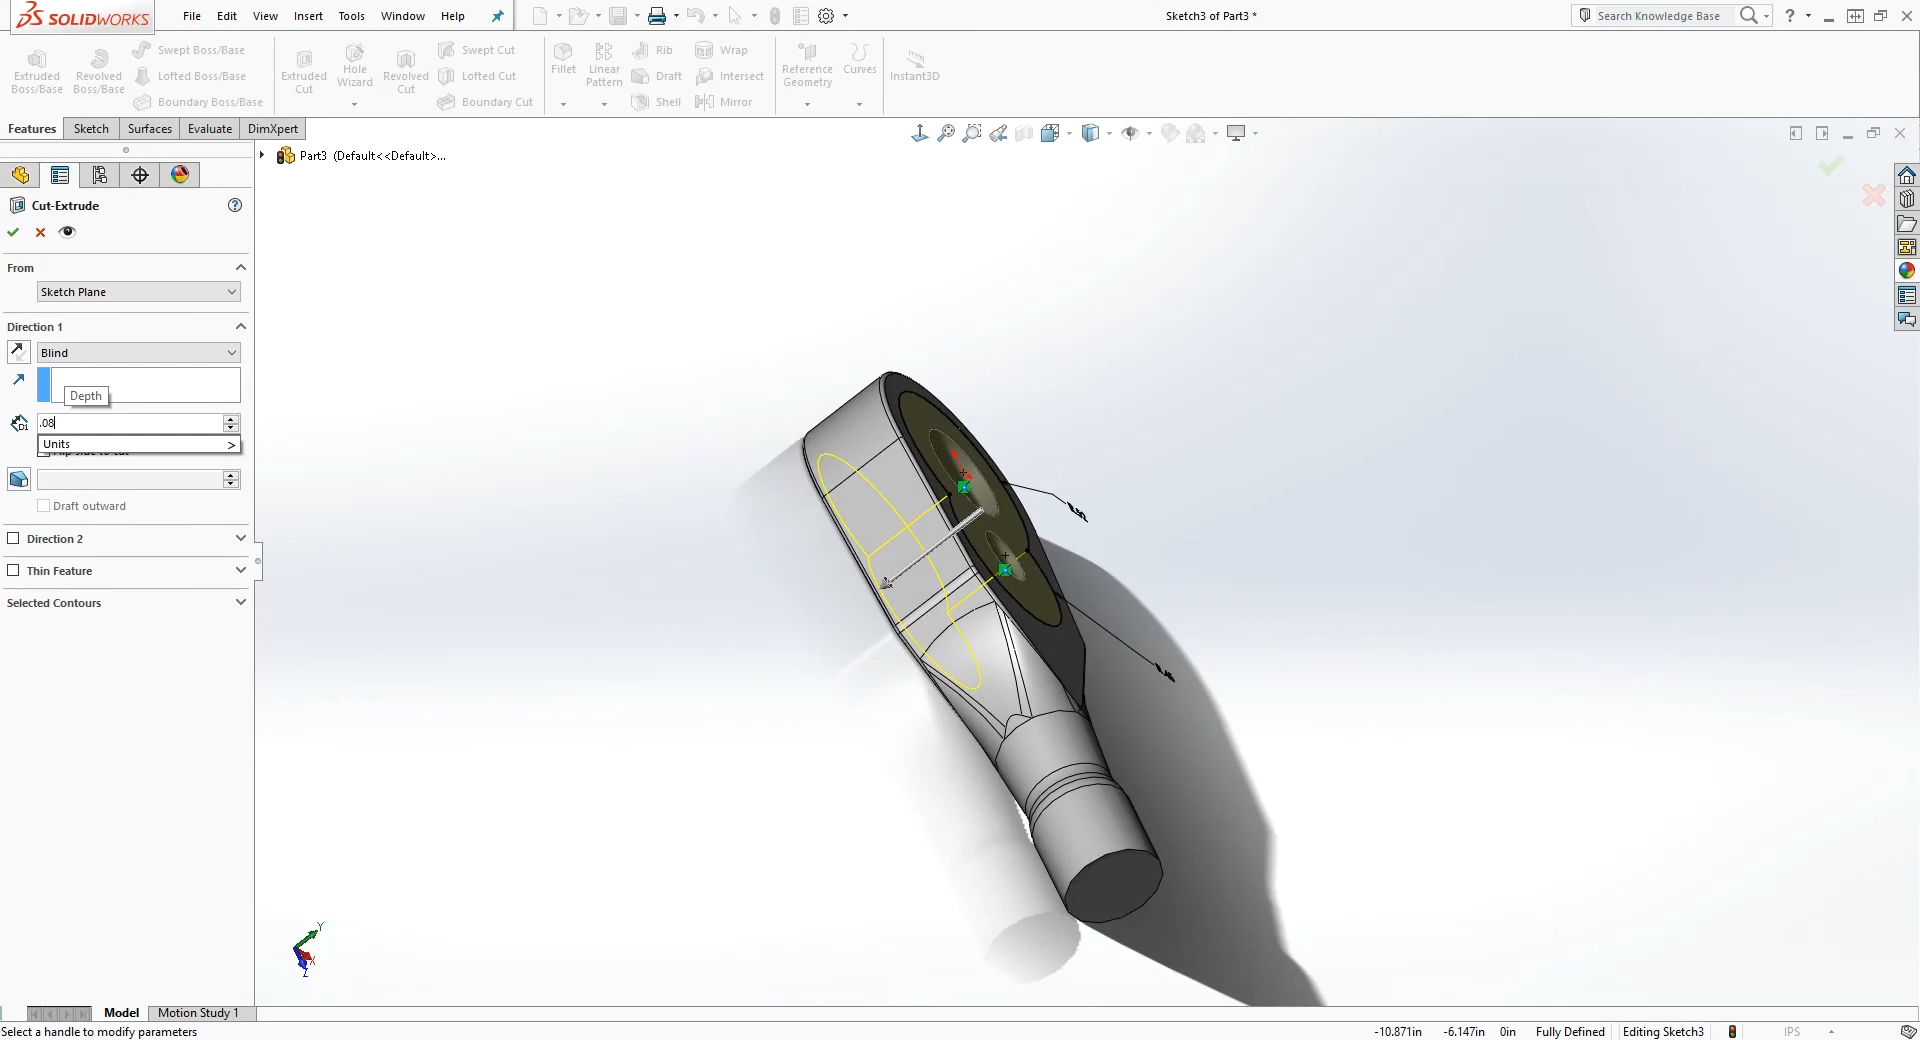 SOLIDWORKS
File Edit View Insert Tools Window Help
Sketch3 of Part3 *
Search Knowledge Base
Extruded Boss/Base
Revolved Boss/Base
Swept Boss/Base
Lofted Boss/Base
Boundary Boss/Base
Extruded Cut
Hole Wizard
Revolved Cut
Swept Cut
Lofted Cut
Boundary Cut
Fillet
Linear Pattern
Rib
Draft
Shell
Wrap
Intersect
Mirror
Reference Geometry
Curves
Instant3D
Features Sketch Surfaces Evaluate DimXpert
Part3 (Default<<Default>...
Cut-Extrude
From
Sketch Plane
Direction 1
Blind
Depth
.08
Units >
Draft outward
Direction 2
Thin Feature
Selected Contours
Y
X
Z
Model Motion Study 1
Select a handle to modify parameters
-10.871in -6.147in 0in Fully Defined Editing Sketch3 IPS